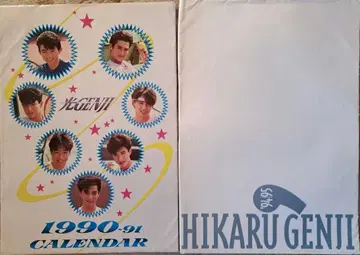 光GENJI
1990-91
CALENDAR
'94-'95
HIKARU GENJI